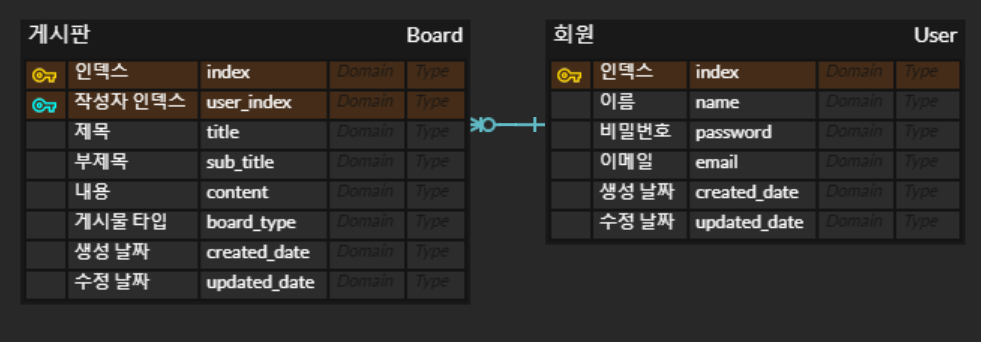 게시판 Board
인덱스 index Domain Type
작성자 인덱스 user_index Domain Type
제목 title Domain Type
부제목 sub_title Domain Type
내용 content Domain Type
게시물 타입 board_type Domain Type
생성 날짜 created_date Domain Type
수정 날짜 updated_date Domain Type
회원 User
인덱스 index Domain Type
이름 name Domain Type
비밀번호 password Domain Type
이메일 email Domain Type
생성 날짜 created_date Domain Type
수정 날짜 updated_date Domain Type